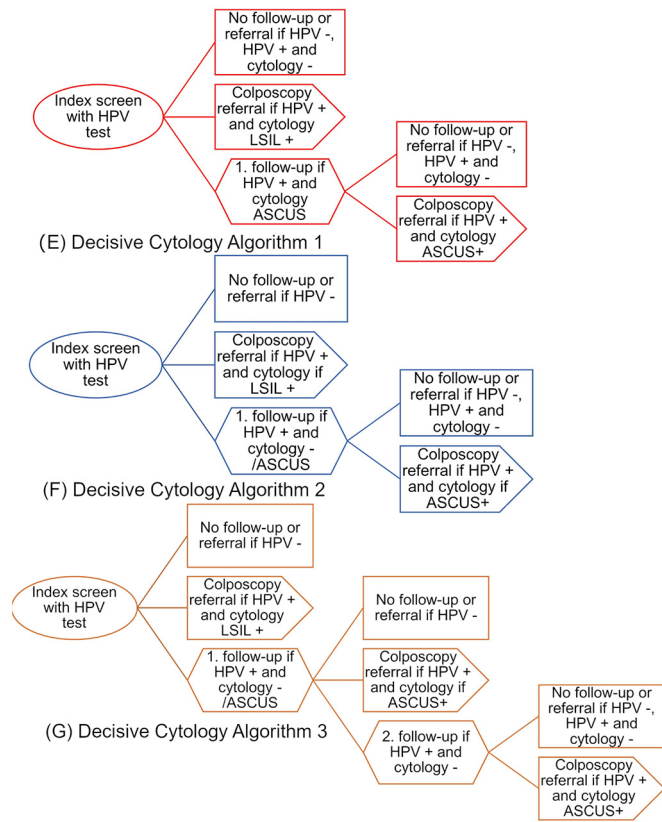 No follow-up or
referral if HPV -,
HPV + and
cytology -
Index screen
with HPV
test
Colposcopy
referral if HPV +
and cytology
LSIL +
1. follow-up if
HPV + and
cytology
ASCUS
No follow-up or
referral if HPV -,
HPV + and
cytology -
Colposcopy
referral if HPV +
and cytology
ASCUS+
(E) Decisive Cytology Algorithm 1
No follow-up or
referral if HPV -
Index screen
with HPV
test
Colposcopy
referral if HPV +
and cytology if
LSIL +
1. follow-up if
HPV + and
cytology -
/ASCUS
No follow-up or
referral if HPV -,
HPV + and
cytology -
Colposcopy
referral if HPV +
and cytology if
ASCUS+
(F) Decisive Cytology Algorithm 2
No follow-up or
referral if HPV -
Index screen
with HPV
test
Colposcopy
referral if HPV +
and cytology
LSIL +
1. follow-up if
HPV + and
cytology -
/ASCUS
No follow-up or
referral if HPV -
Colposcopy
referral if HPV +
and cytology if
ASCUS+
2. follow-up if
HPV + and
cytology -
No follow-up or
referral if HPV -,
HPV + and
cytology -
Colposcopy
referral if HPV +
and cytology
ASCUS+
(G) Decisive Cytology Algorithm 3